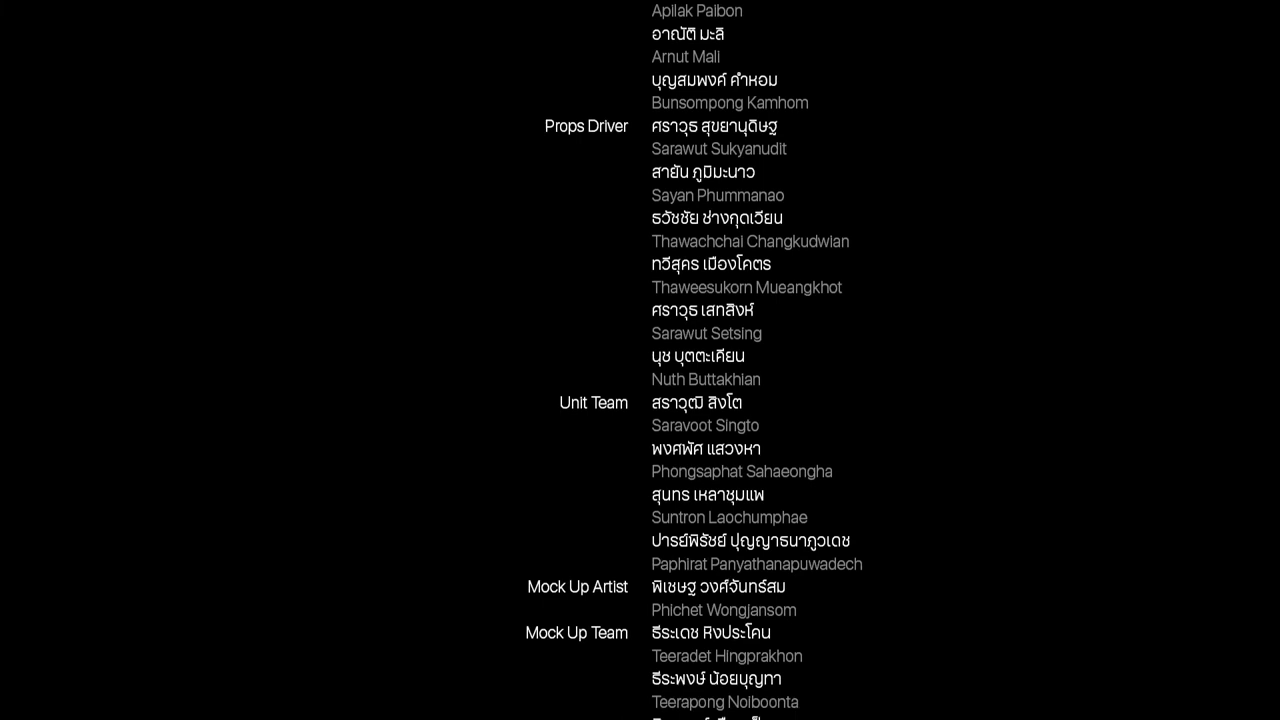 Apilak Paibon
อาณัติ มะลิ
Arnut Mali
บุญสมพงค์ คำหอม
Bunsompong Kamhom
Props Driver ศราวุธ สุขยานุดิษฐ
Sarawut Sukyanudit
สายัน ภูมิมะนาว
Sayan Phummanao
ธวัชชัย ช่างกุดเวียน
Thawachchai Changkudwian
ทวีสุคร เมืองโคตร
Thaweesukorn Mueangkhot
ศราวุธ เสทสิงห์
Sarawut Setsing
นุช บุตตะเคียน
Nuth Buttakhian
Unit Team สราวุฒิ สิงโต
Saravoot Singto
พงศพัศ แสวงหา
Phongsaphat Sahaeongha
สุนทร เหลาชุมแพ
Suntron Laochumphae
ปารย์พิรัชย์ ปุญญาธนาภูวเดช
Paphirat Panyathanapuwadech
Mock Up Artist พิเชษฐ วงศ์จันทร์สม
Phichet Wongjansom
Mock Up Team ธีระเดช หิงประโคน
Teeradet Hingprakhon
ธีระพงษ์ น้อยบุญทา
Teerapong Noiboonta